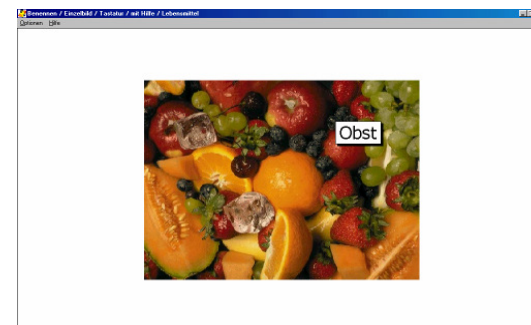 Benennen / Einzelbild / Tastatur / mit Hilfe / Lebensmittel
Optionen Hilfe
Obst